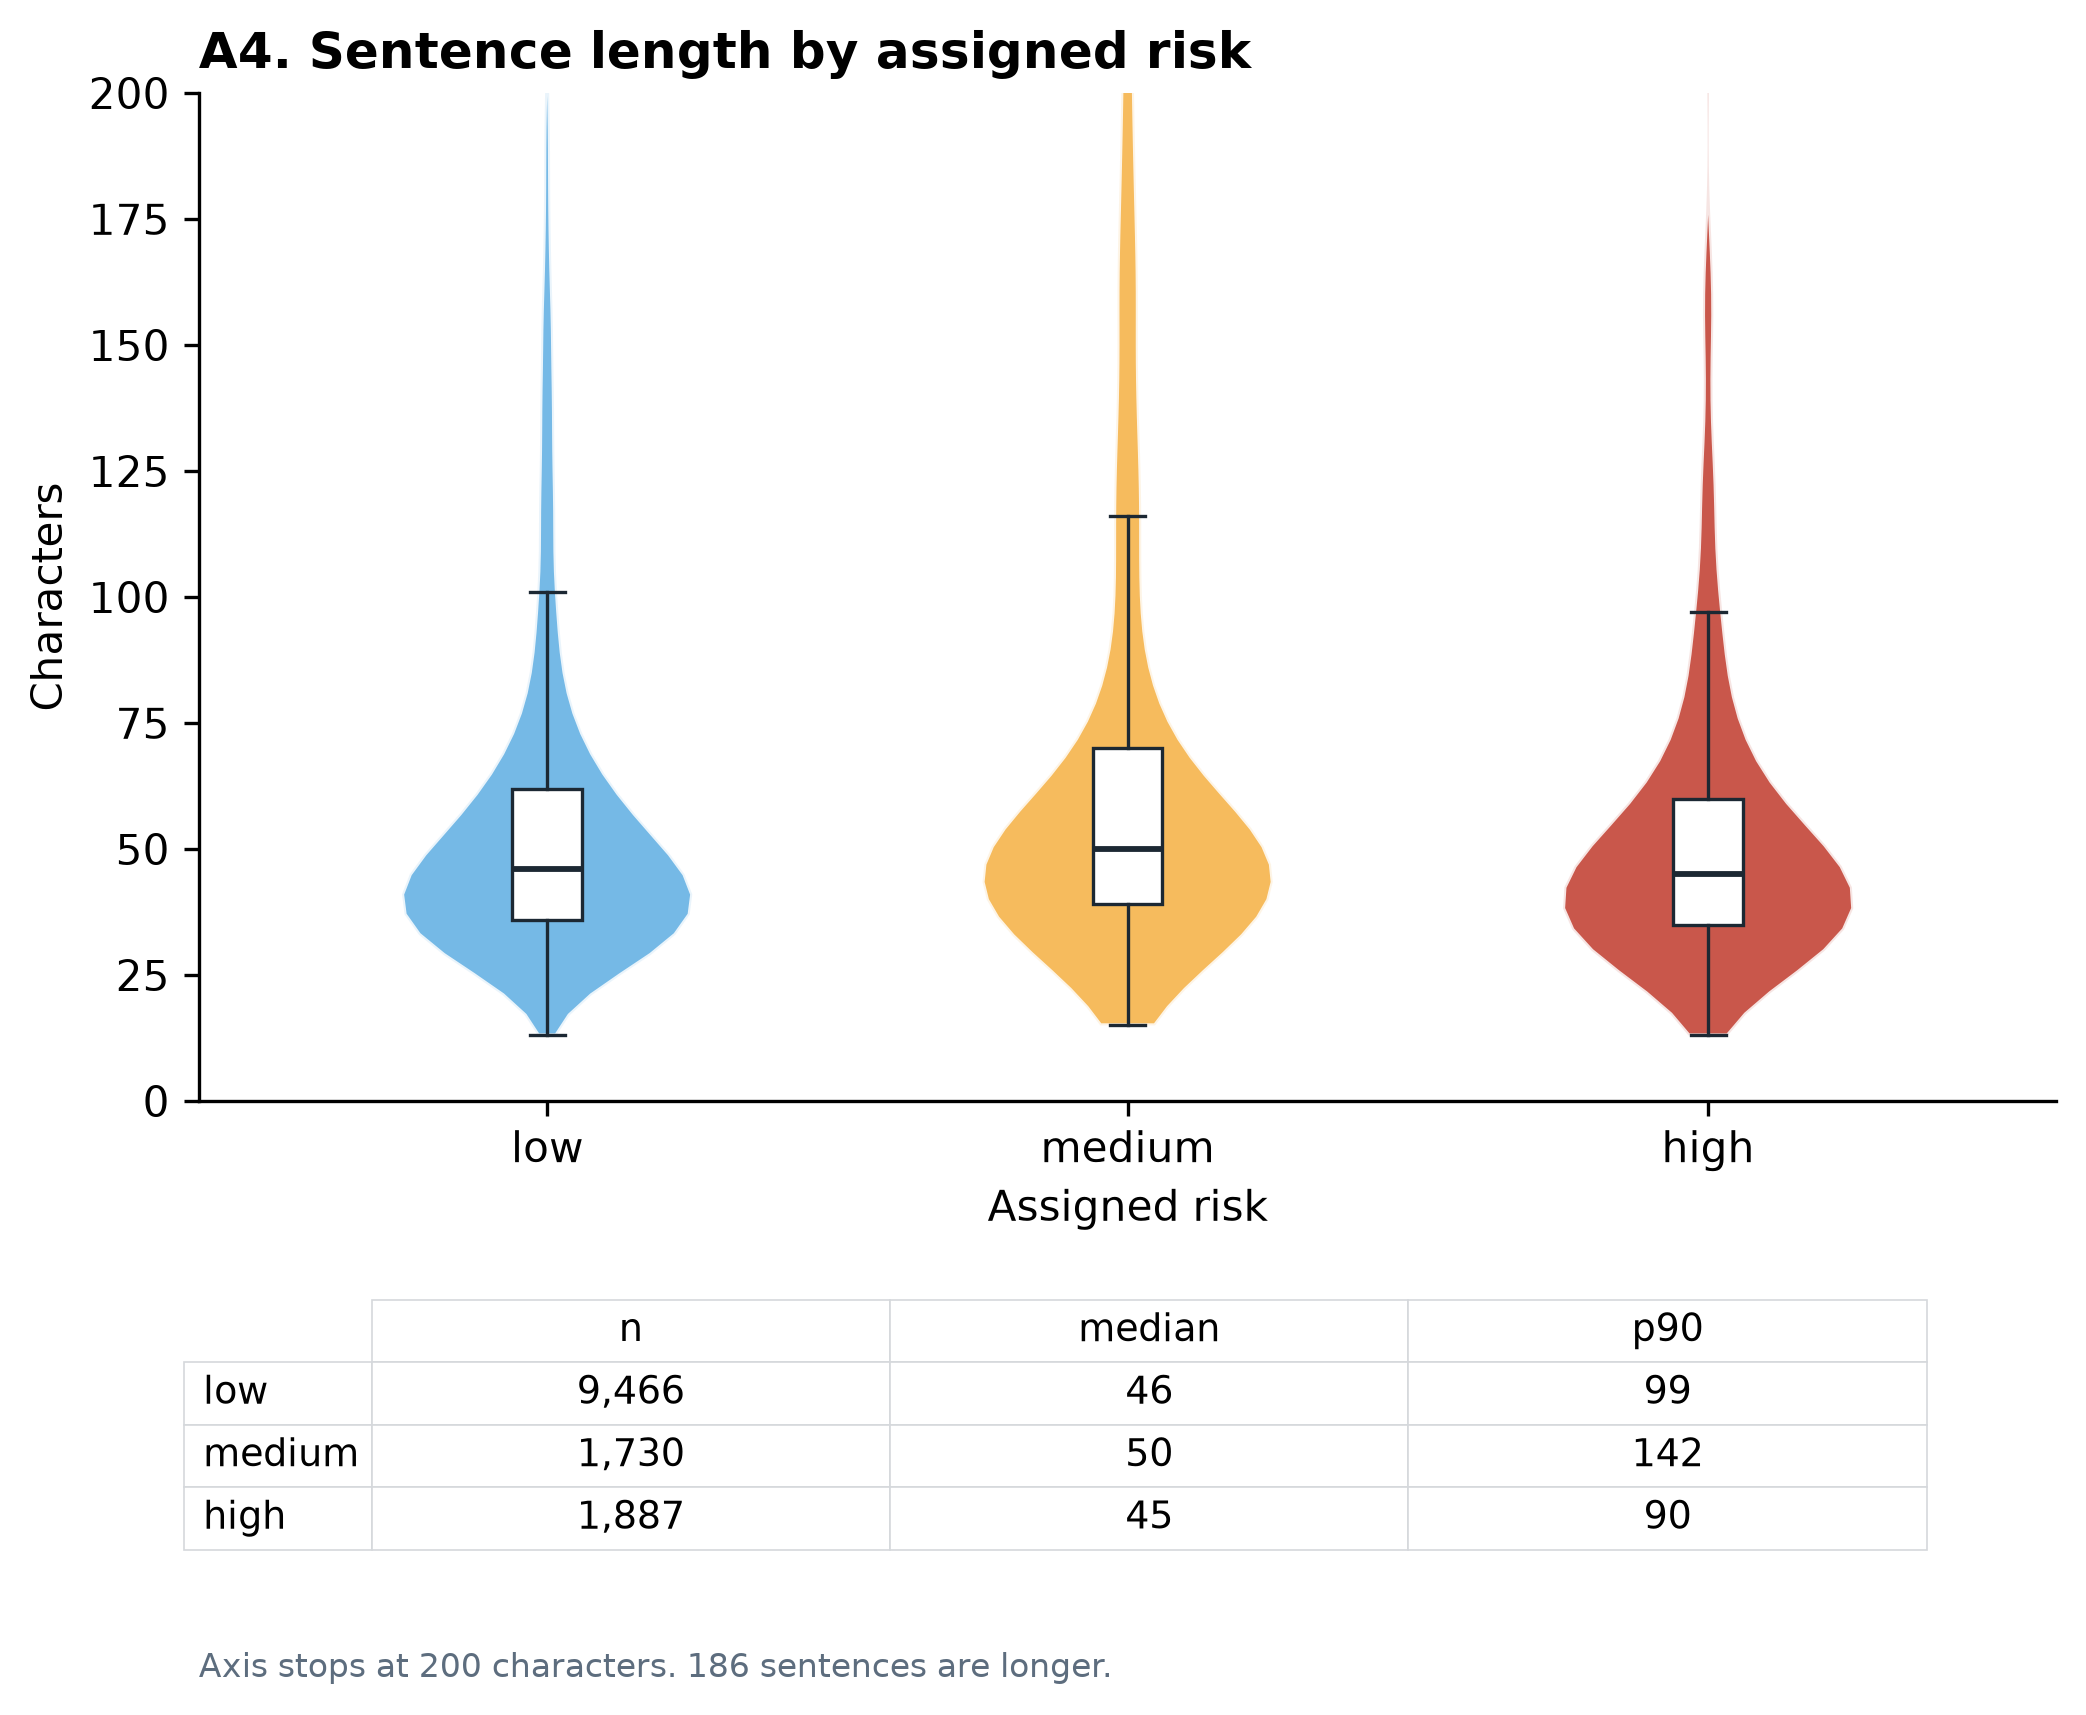 A4. Sentence length by assigned risk
200
175
150
125
100
75
50
25
0
Characters
low medium high
Assigned risk
n median p90
low 9,466 46 99
medium 1,730 50 142
high 1,887 45 90
Axis stops at 200 characters. 186 sentences are longer.